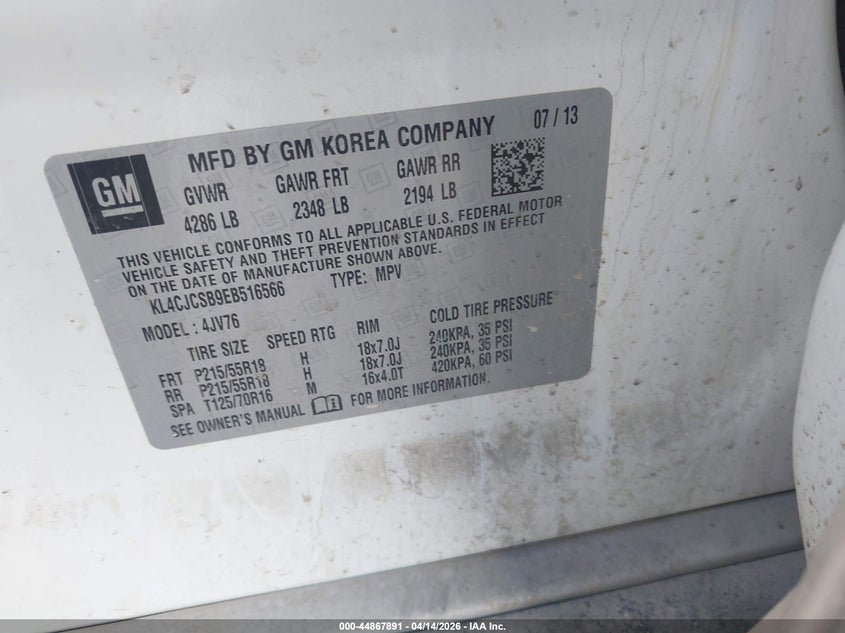 GM
MFD BY GM KOREA COMPANY 07 / 13
GVWR GAWR FRT GAWR RR
4286 LB 2348 LB 2194 LB
THIS VEHICLE CONFORMS TO ALL APPLICABLE U.S. FEDERAL MOTOR
VEHICLE SAFETY AND THEFT PREVENTION STANDARDS IN EFFECT
ON THE DATE OF MANUFACTURE SHOWN ABOVE.
KL4CJCSB9EB516566 TYPE: MPV
MODEL: 4JV76
TIRE SIZE SPEED RTG RIM COLD TIRE PRESSURE
FRT P215/55R18 H 18x7.0J 240KPA, 35 PSI
RR P215/55R18 H 18x7.0J 240KPA, 35 PSI
SPA T125/70R16 M 16x4.0T 420KPA, 60 PSI
SEE OWNER'S MANUAL FOR MORE INFORMATION.
000-44867891 - 04/14/2026 - IAA Inc.